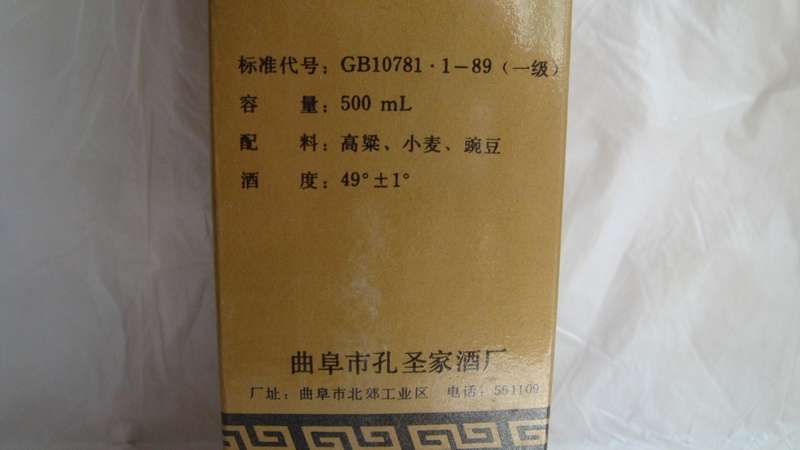 标准代号：GB10781·1-89（一级）
容 量：500 mL
配 料：高粱、小麦、豌豆
酒 度：49°±1°
曲阜市孔圣家酒厂
厂址：曲阜市北郊工业区 电话：551109